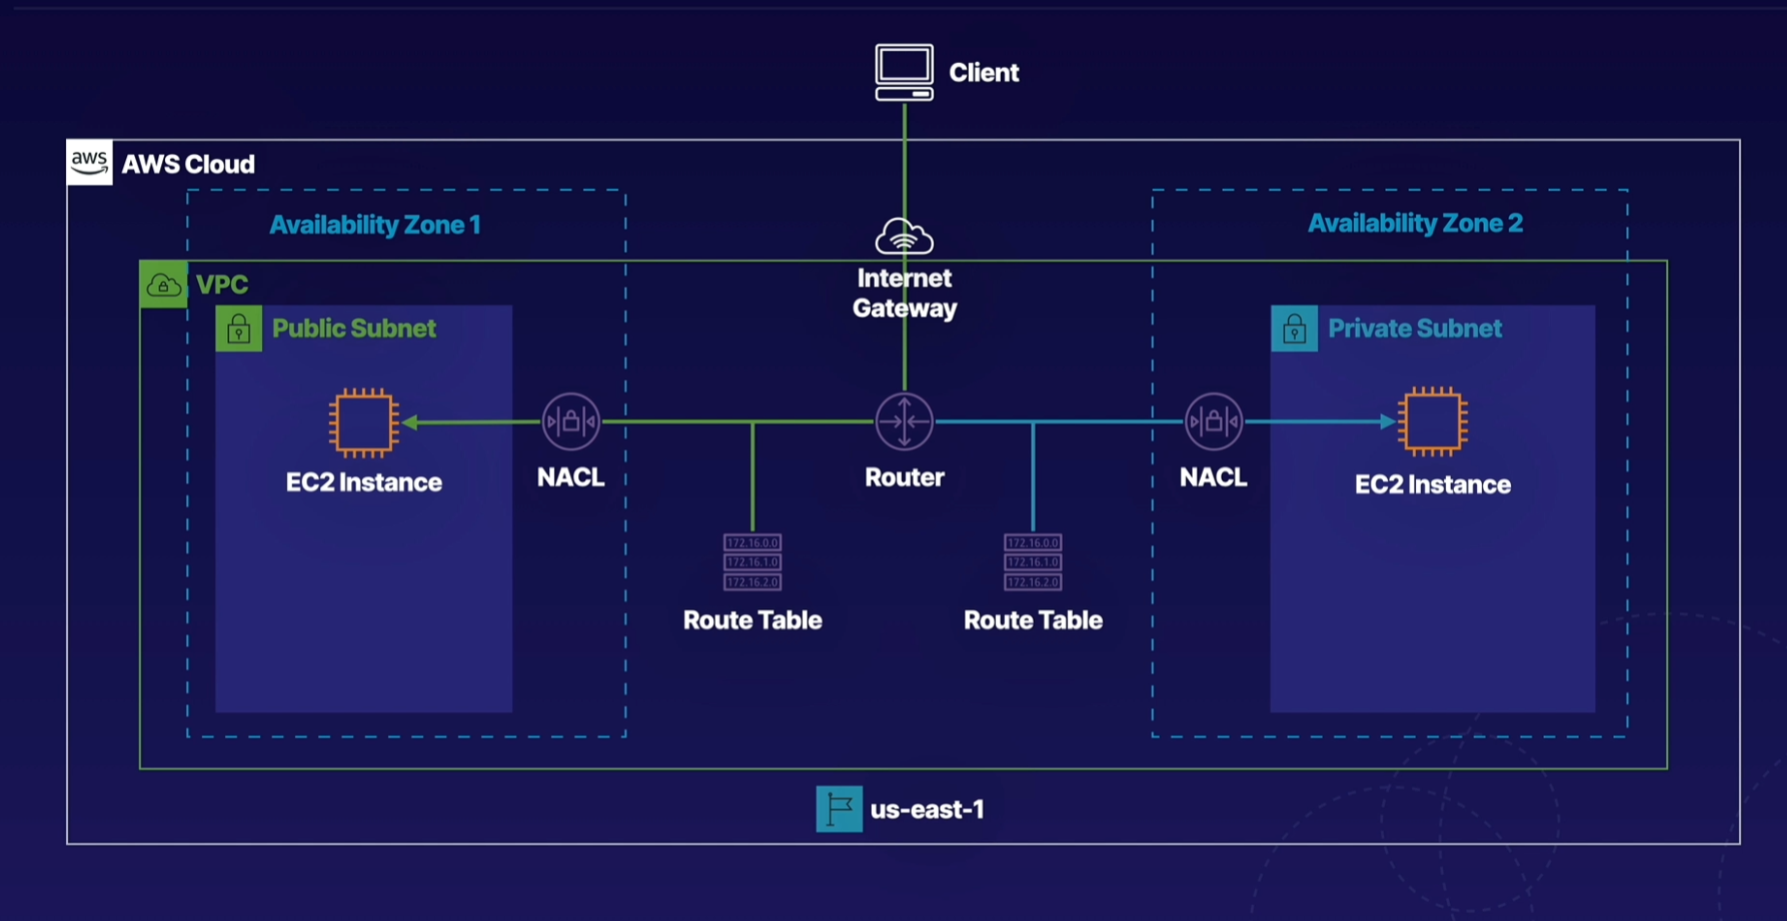 Client
aws
AWS Cloud
Availability Zone 1
Availability Zone 2
VPC
Internet
Gateway
Public Subnet
Private Subnet
EC2 Instance
NACL
Router
NACL
EC2 Instance
172.16.0.0
172.16.1.0
172.16.2.0
Route Table
172.16.0.0
172.16.1.0
172.16.2.0
Route Table
us-east-1